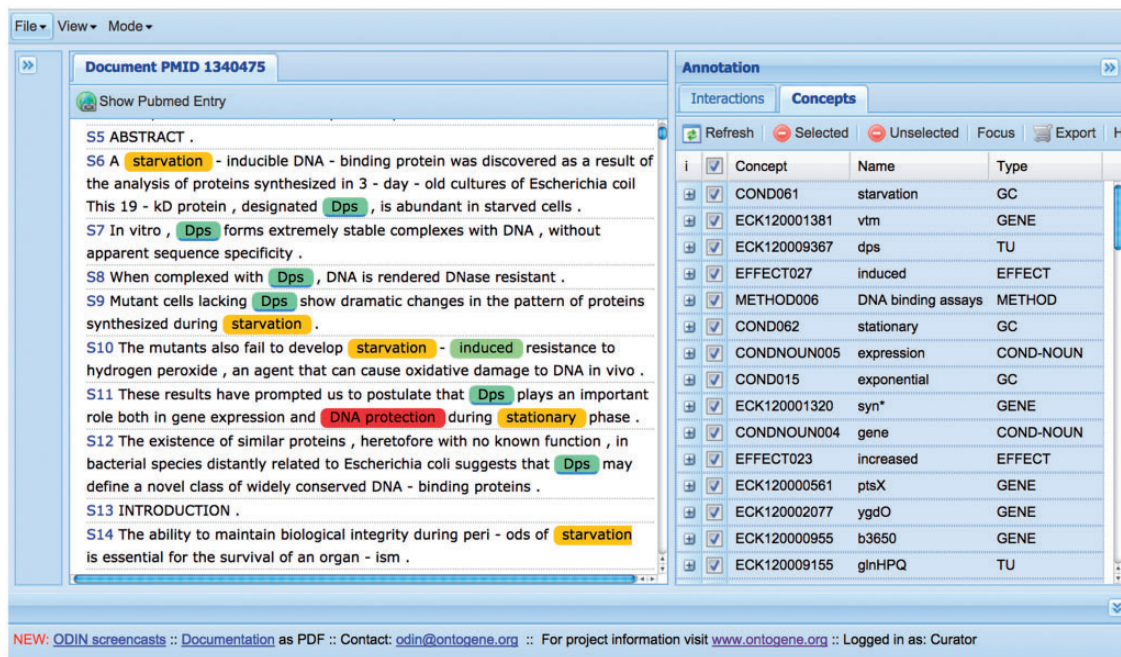 File View Mode
Document PMID 1340475
Show Pubmed Entry
S5 ABSTRACT .
S6 A starvation - inducible DNA - binding protein was discovered as a result of
the analysis of proteins synthesized in 3 - day - old cultures of Escherichia coil
This 19 - kD protein , designated Dps , is abundant in starved cells .
S7 In vitro , Dps forms extremely stable complexes with DNA , without
apparent sequence specificity .
S8 When complexed with Dps , DNA is rendered DNase resistant .
S9 Mutant cells lacking Dps show dramatic changes in the pattern of proteins
synthesized during starvation .
S10 The mutants also fail to develop starvation - induced resistance to
hydrogen peroxide , an agent that can cause oxidative damage to DNA in vivo .
S11 These results have prompted us to postulate that Dps plays an important
role both in gene expression and DNA protection during stationary phase .
S12 The existence of similar proteins , heretofore with no known function , in
bacterial species distantly related to Escherichia coli suggests that Dps may
define a novel class of widely conserved DNA - binding proteins .
S13 INTRODUCTION .
S14 The ability to maintain biological integrity during peri - ods of starvation
is essential for the survival of an organ - ism .
Annotation
Interactions Concepts
Refresh Selected Unselected Focus Export H
i Concept Name Type
COND061 starvation GC
ECK120001381 vtm GENE
ECK120009367 dps TU
EFFECT027 induced EFFECT
METHOD006 DNA binding assays METHOD
COND062 stationary GC
CONDNOUN005 expression COND-NOUN
COND015 exponential GC
ECK120001320 syn* GENE
CONDNOUN004 gene COND-NOUN
EFFECT023 increased EFFECT
ECK120000561 ptsX GENE
ECK120002077 ygdO GENE
ECK120000955 b3650 GENE
ECK120009155 glnHPQ TU
NEW: ODIN screencasts :: Documentation as PDF :: Contact: odin@ontogene.org :: For project information visit www.ontogene.org :: Logged in as: Curator